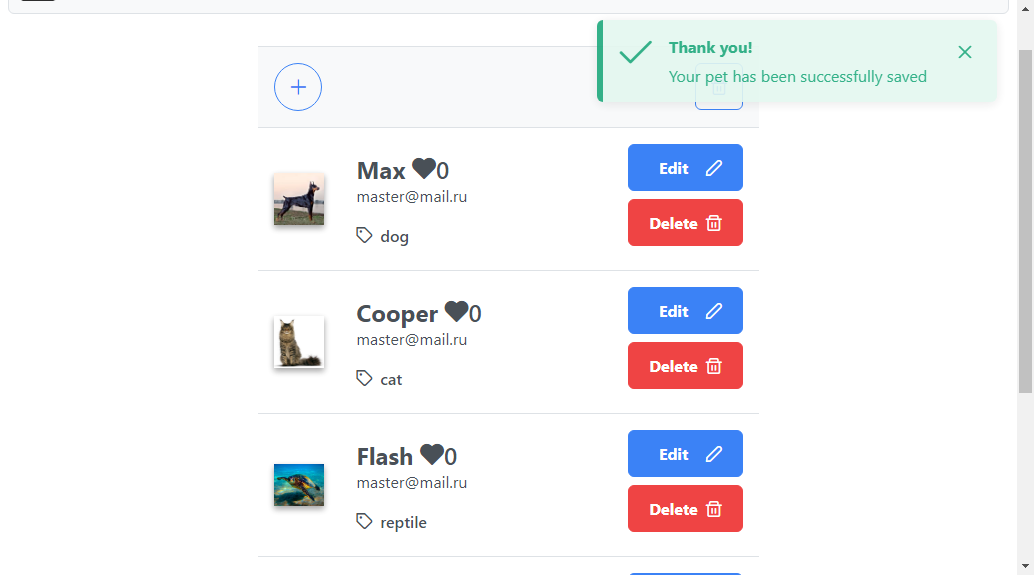 Thank you!
Your pet has been successfully saved
Max 0
master@mail.ru
dog
Edit
Delete
Cooper 0
master@mail.ru
cat
Edit
Delete
Flash 0
master@mail.ru
reptile
Edit
Delete